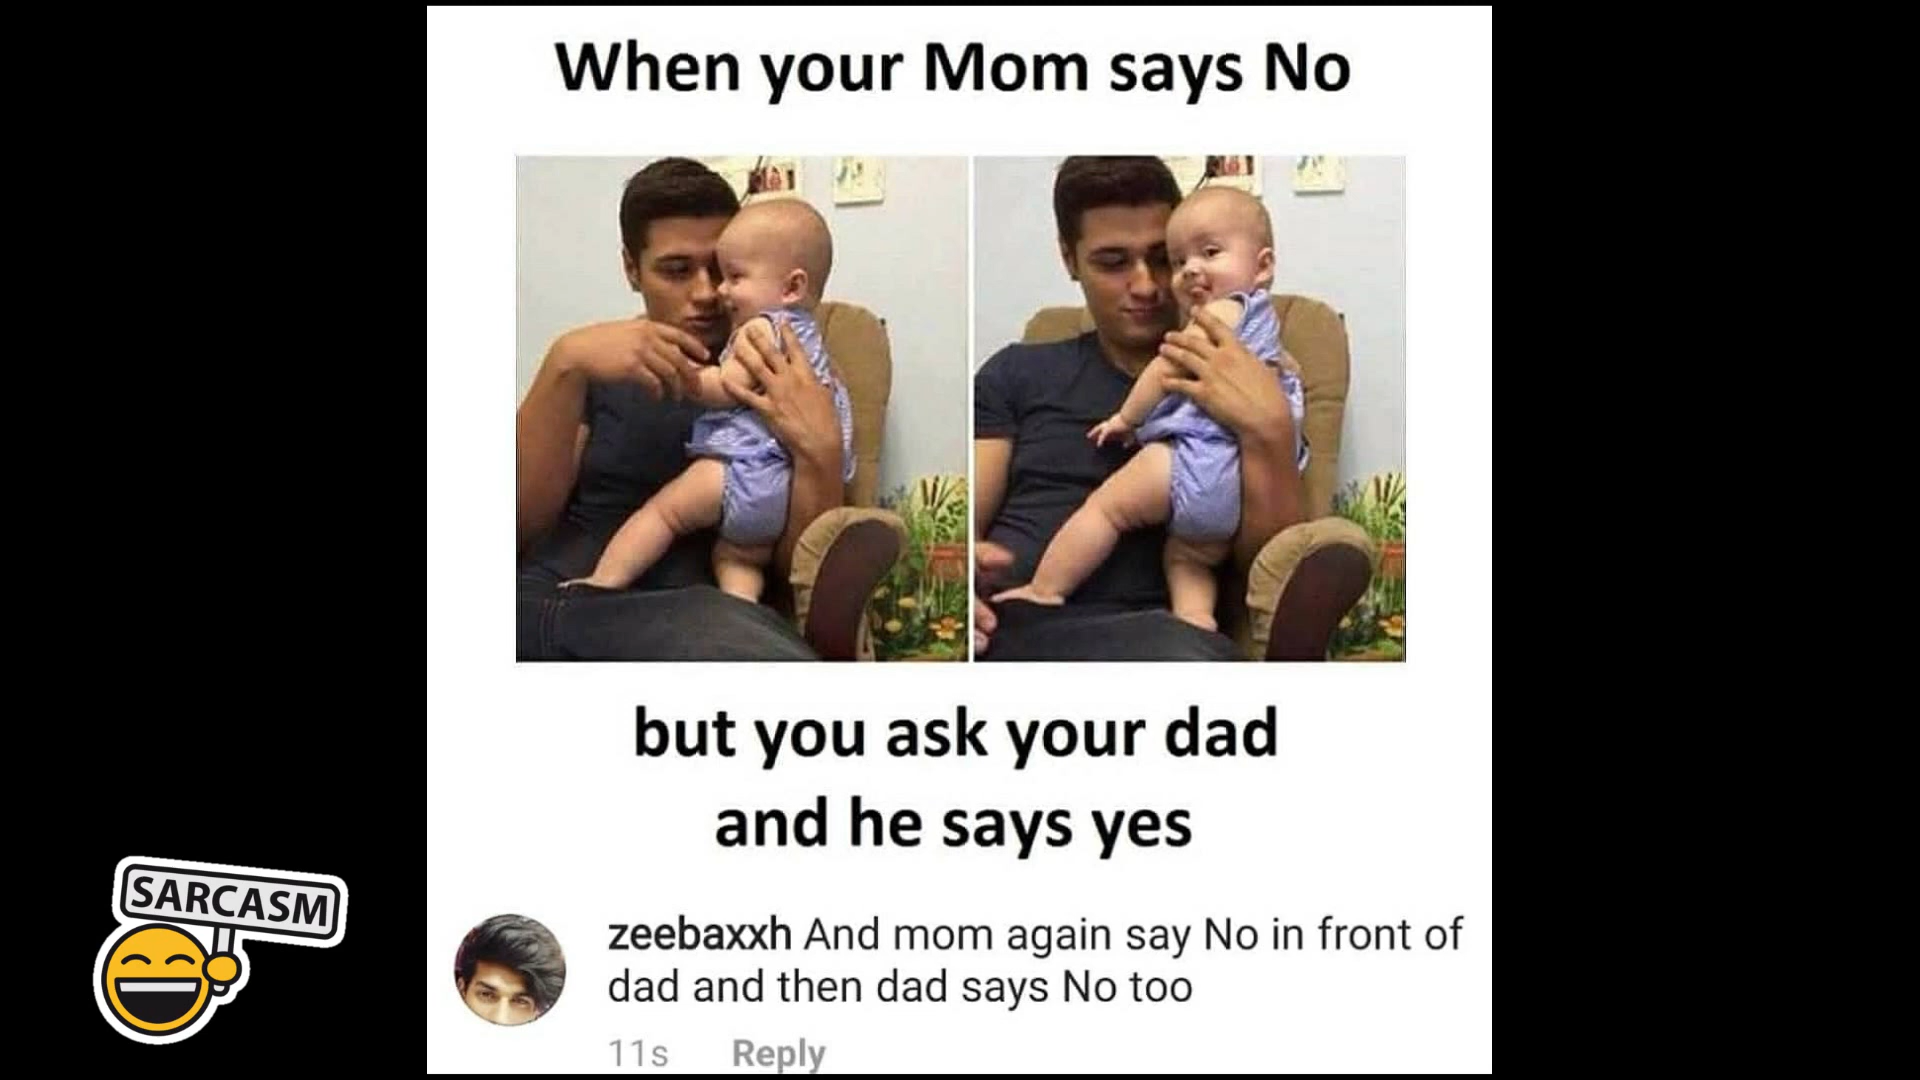 When your Mom says No
but you ask your dad
and he says yes
SARCASM
zeebaxxh And mom again say No in front of
dad and then dad says No too
11s Reply